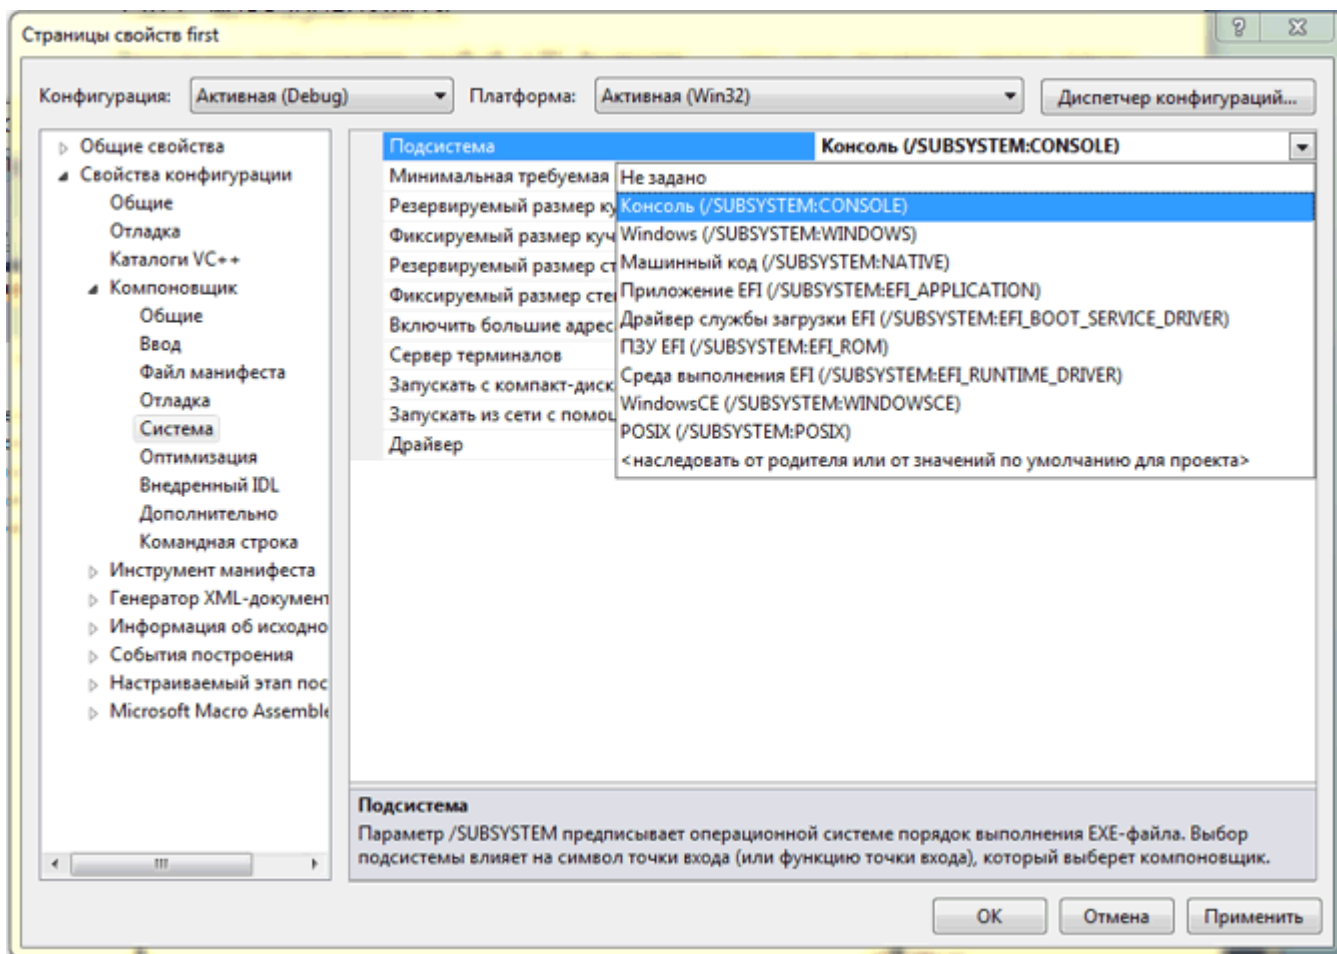 Страницы свойств first
Конфигурация: Активная (Debug) Платформа: Активная (Win32) Диспетчер конфигураций...
Общие свойства
Свойства конфигурации
Общие
Отладка
Каталоги VC++
Компоновщик
Общие
Ввод
Файл манифеста
Отладка
Система
Оптимизация
Внедренный IDL
Дополнительно
Командная строка
Инструмент манифеста
Генератор XML-документ
Информация об исходно
События построения
Настраиваемый этап пос
Microsoft Macro Assemble
Подсистема Консоль (/SUBSYSTEM:CONSOLE)
Минимальная требуемая
Резервируемый размер ку
Фиксируемый размер куч
Резервируемый размер ст
Фиксируемый размер сте
Включить большие адрес
Сервер терминалов
Запускать с компакт-диск
Запускать из сети с помощ
Драйвер
Не задано
Консоль (/SUBSYSTEM:CONSOLE)
Windows (/SUBSYSTEM:WINDOWS)
Машинный код (/SUBSYSTEM:NATIVE)
Приложение EFI (/SUBSYSTEM:EFI_APPLICATION)
Драйвер службы загрузки EFI (/SUBSYSTEM:EFI_BOOT_SERVICE_DRIVER)
ПЗУ EFI (/SUBSYSTEM:EFI_ROM)
Среда выполнения EFI (/SUBSYSTEM:EFI_RUNTIME_DRIVER)
WindowsCE (/SUBSYSTEM:WINDOWSCE)
POSIX (/SUBSYSTEM:POSIX)
<наследовать от родителя или от значений по умолчанию для проекта>
Подсистема
Параметр /SUBSYSTEM предписывает операционной системе порядок выполнения EXE-файла. Выбор
подсистемы влияет на символ точки входа (или функцию точки входа), который выберет компоновщик.
ОК Отмена Применить